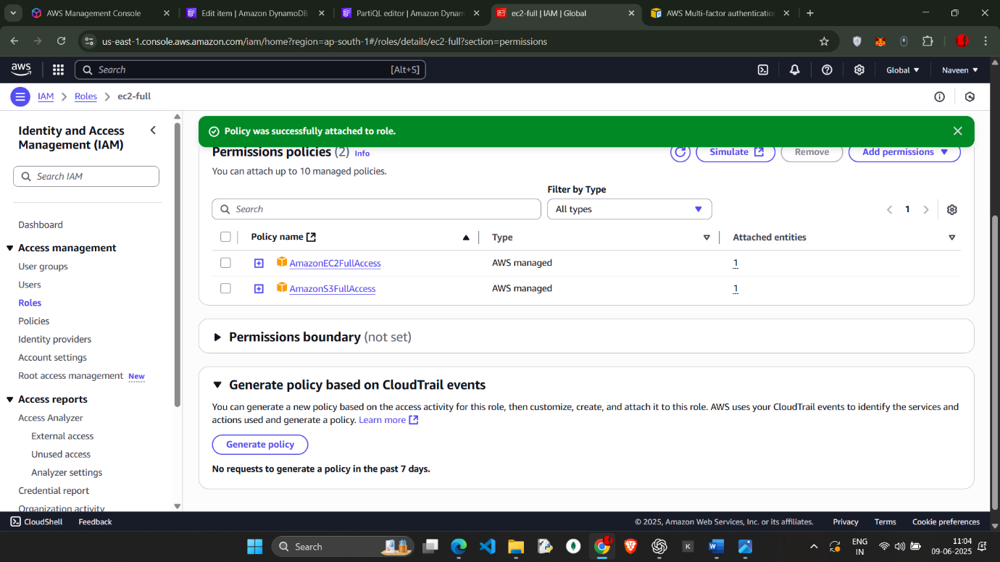 AWS Management Console
Edit item | Amazon DynamoDB
PartiQL editor | Amazon Dynam
ec2-full | IAM | Global
AWS Multi-factor authentication
us-east-1.console.aws.amazon.com/iam/home?region=ap-south-1#/roles/details/ec2-full?section=permissions
aws
Search
[Alt+S]
Global
Naveen
IAM
Roles
ec2-full
Identity and Access
Management (IAM)
Search IAM
Dashboard
Access management
User groups
Users
Roles
Policies
Identity providers
Account settings
Root access management New
Access reports
Access Analyzer
External access
Unused access
Analyzer settings
Credential report
Organization activity
Policy was successfully attached to role.
Permissions policies (2) Info
Simulate
Remove
Add permissions
You can attach up to 10 managed policies.
Filter by Type
Search
All types
1
Policy name
Type
Attached entities
AmazonEC2FullAccess
AWS managed
1
AmazonS3FullAccess
AWS managed
1
Permissions boundary (not set)
Generate policy based on CloudTrail events
You can generate a new policy based on the access activity for this role, then customize, create, and attach it to this role. AWS uses your CloudTrail events to identify the services and
actions used and generate a policy. Learn more
Generate policy
No requests to generate a policy in the past 7 days.
CloudShell
Feedback
© 2025, Amazon Web Services, Inc. or its affiliates.
Privacy
Terms
Cookie preferences
Search
K
ENG
IN
11:04
09-06-2025